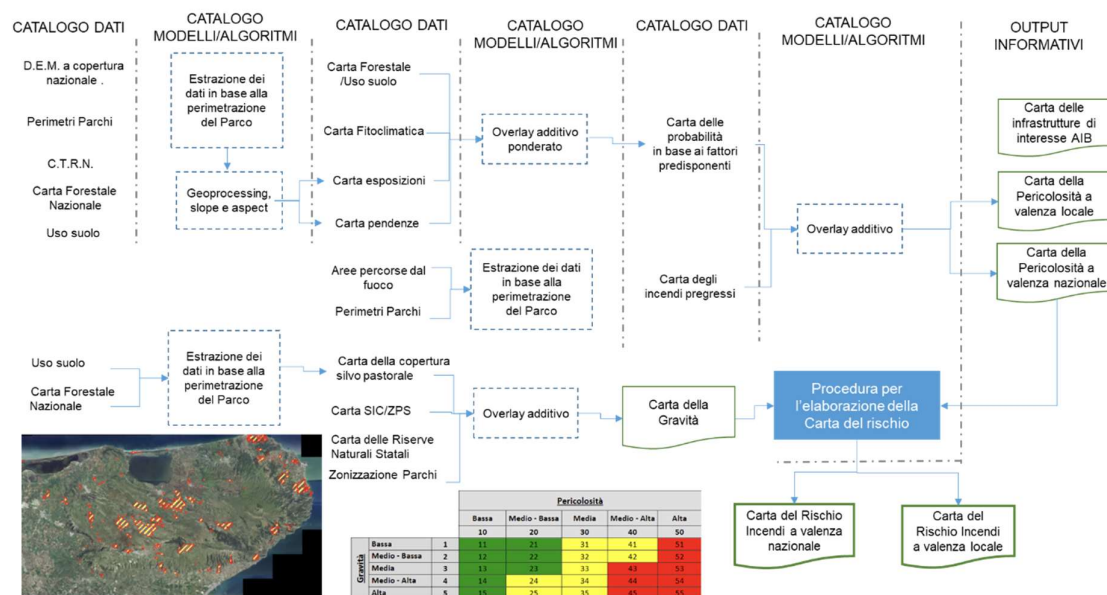 CATALOGO DATI
CATALOGO
MODELLI/ALGORITMI
CATALOGO DATI
CATALOGO
MODELLI/ALGORITMI
CATALOGO DATI
CATALOGO
MODELLI/ALGORITMI
OUTPUT
INFORMATIVI
D.E.M. a copertura
nazionale .
Perimetri Parchi
C.T.R.N.
Carta Forestale
Nazionale
Uso suolo
Estrazione dei
dati in base alla
perimetrazione
del Parco
Geoprocessing,
slope e aspect
Carta Forestale
/Uso suolo
Carta Fitoclimatica
Carta esposizioni
Carta pendenze
Overlay additivo
ponderato
Carta delle
probabilità
in base ai fattori
predisponenti
Overlay additivo
Carta delle
infrastrutture di
interesse AIB
Carta della
Pericolosità a
valenza locale
Carta della
Pericolosità a
valenza nazionale
Aree percorse dal
fuoco
Perimetri Parchi
Estrazione dei dati
in base alla
perimetrazione
del Parco
Carta degli
incendi pregressi
Uso suolo
Carta Forestale
Nazionale
Estrazione dei
dati in base alla
perimetrazione
del Parco
Carta della copertura
silvo pastorale
Carta SIC/ZPS
Carta delle Riserve
Naturali Statali
Zonizzazione Parchi
Overlay additivo
Carta della
Gravità
Procedura per
l'elaborazione della
Carta del rischio
Carta del Rischio
Incendi a valenza
nazionale
Carta del
Rischio Incendi
a valenza locale
Pericolosità
Bassa Medio - Bassa Media Medio - Alta Alta
10 20 30 40 50
Gravità
Bassa 1 11 21 31 41 51
Medio - Bassa 2 12 22 32 42 52
Media 3 13 23 33 43 53
Medio - Alta 4 14 24 34 44 54
Alta 5 15 25 35 45 55